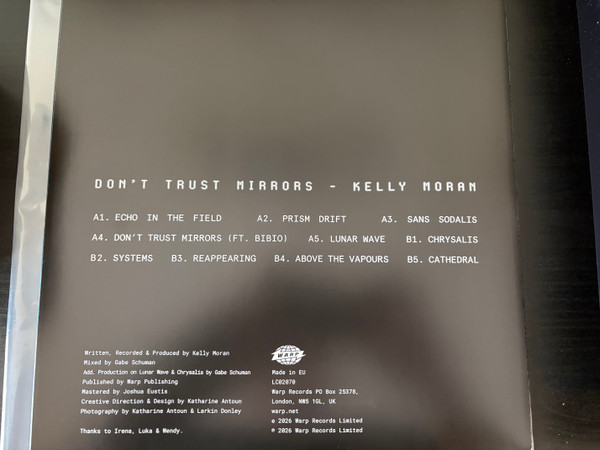 DON'T TRUST MIRRORS - KELLY MORAN
A1. ECHO IN THE FIELD A2. PRISM DRIFT A3. SANS SODALIS
A4. DON'T TRUST MIRRORS (FT. BIBIO) A5. LUNAR WAVE B1. CHRYSALIS
B2. SYSTEMS B3. REAPPEARING B4. ABOVE THE VAPOURS B5. CATHEDRAL
Written, Recorded & Produced by Kelly Moran
Mixed by Gabe Schuman
Add. Production on Lunar Wave & Chrysalis by Gabe Schuman
Published by Warp Publishing
Mastered by Joshua Eustis
Creative Direction & Design by Katharine Antoun
Photography by Katharine Antoun & Larkin Donley
Thanks to Irena, Luka & Wendy.
WARP
Made in EU
LC02070
Warp Records PO Box 25378,
London, NW5 1GL, UK
warp.net
© 2026 Warp Records Limited
℗ 2026 Warp Records Limited